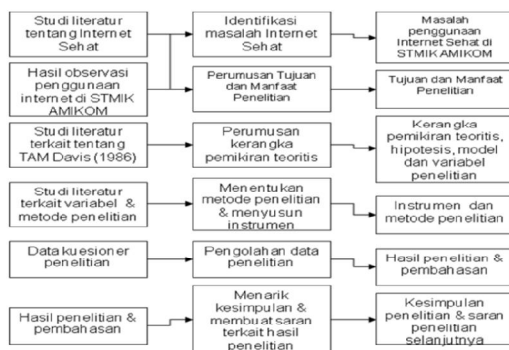 Studi literatur
tentang Internet
Sehat
Identifikasi
masalah Internet
Sehat
Masalah
penggunaan
Internet Sehat di
STMIK AMIKOM
Hasil observasi
penggunaan
internet di STMIK
AMIKOM
Perumusan Tujuan
dan Manfaat
Penelitian
Tujuan dan Manfaat
Penelitian
Studi literatur
terkait tentang
TAM Davis (1986)
Perumusan
kerangka
pemikiran teoritis
Kerangka
pemikiran teoritis,
hipotesis, model
dan variabel
penelitian
Studi literatur
terkait variabel &
metode penelitian
Menentukan
metode penelitian
& menyusun
instrumen
Instrumen dan
metode penelitian
Data kuesioner
penelitian
Pengolahan data
penelitian
Hasil penelitian &
pembahasan
Hasil penelitian &
pembahasan
Menarik
kesimpulan &
membuat saran
terkait hasil
penelitian
Kesimpulan
penelitian & saran
penelitian
selanjutnya